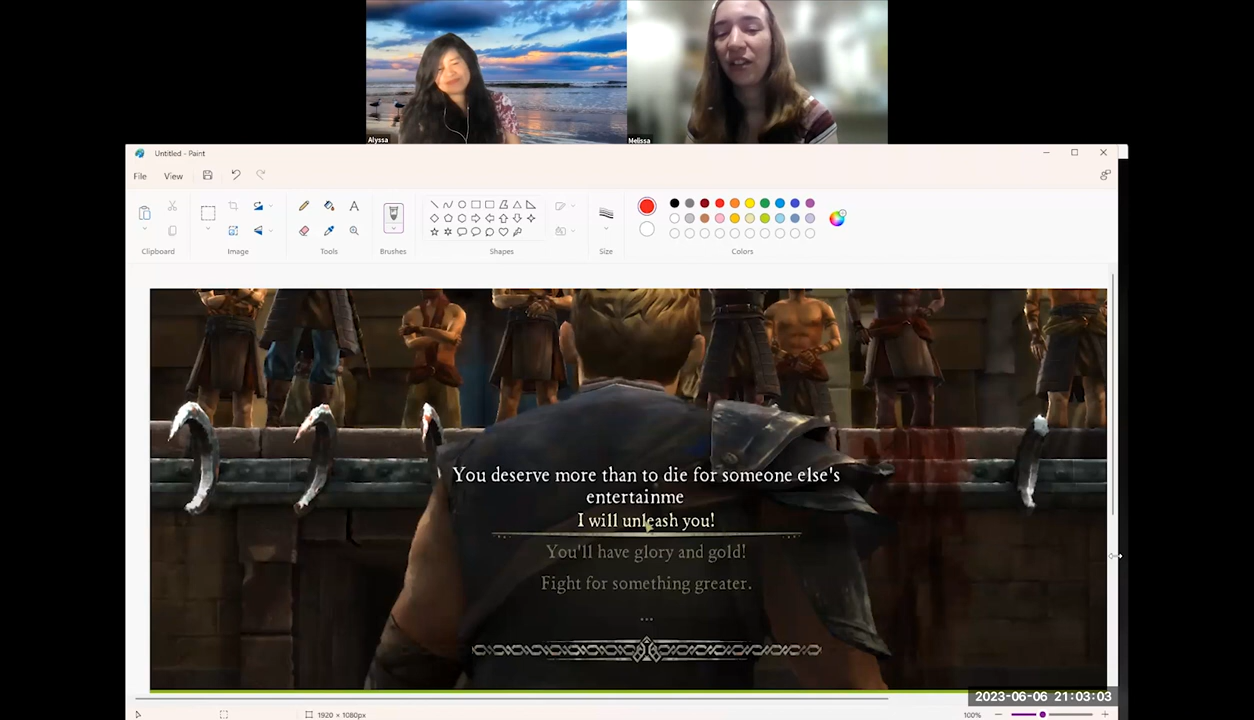 Alyssa
Melissa
Untitled - Paint
File View
Clipboard
Image
Tools
Brushes
Shapes
Size
Colors
A
You deserve more than to die for someone else's
entertainme
I will unleash you!
You'll have glory and gold!
Fight for something greater.
...
2023-06-06 21:03:03
1920 × 1080px
100%